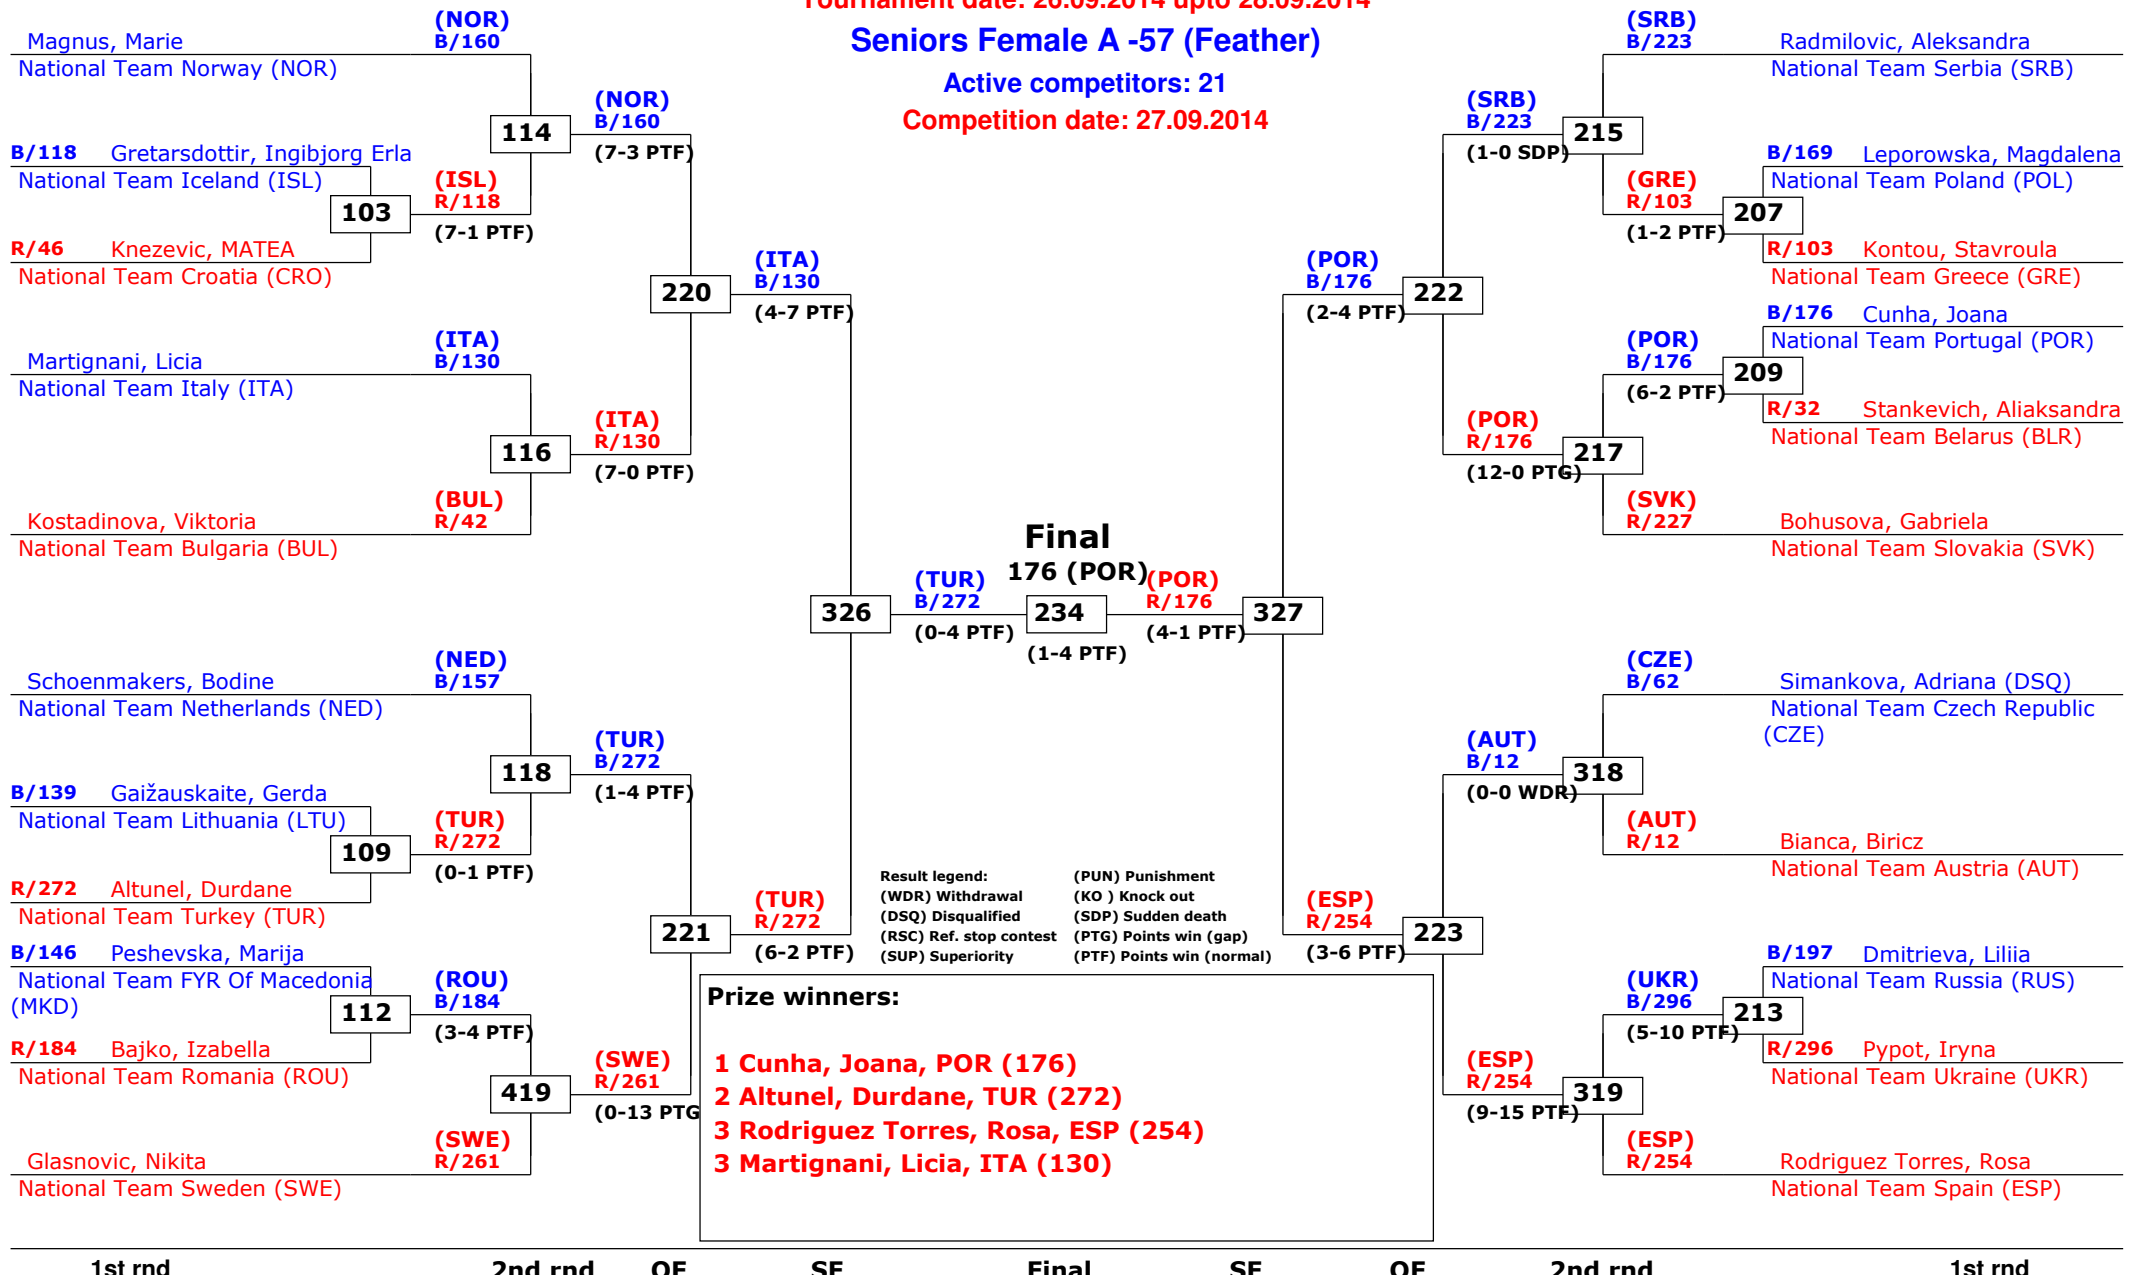 Tournament date: 26.09.2014 upto 28.09.2014
Seniors Female A -57 (Feather)
Active competitors: 21
Competition date: 27.09.2014
Magnus, Marie
National Team Norway (NOR)
(NOR)
B/160
B/118 Gretarsdottir, Ingibjorg Erla
National Team Iceland (ISL)
103
R/46 Knezevic, MATEA
National Team Croatia (CRO)
(ISL)
R/118
(7-1 PTF)
114
(NOR)
B/160
(7-3 PTF)
Martignani, Licia
National Team Italy (ITA)
(ITA)
B/130
116
Kostadinova, Viktoria
National Team Bulgaria (BUL)
(BUL)
R/42
(ITA)
R/130
(7-0 PTF)
220
(ITA)
B/130
(4-7 PTF)
Schoenmakers, Bodine
National Team Netherlands (NED)
(NED)
B/157
B/139 Gaižauskaite, Gerda
National Team Lithuania (LTU)
109
R/272 Altunel, Durdane
National Team Turkey (TUR)
(TUR)
R/272
(0-1 PTF)
118
(TUR)
B/272
(1-4 PTF)
B/146 Peshevska, Marija
National Team FYR Of Macedonia
(MKD)
112
R/184 Bajko, Izabella
National Team Romania (ROU)
(ROU)
B/184
(3-4 PTF)
419
Glasnovic, Nikita
National Team Sweden (SWE)
(SWE)
R/261
(SWE)
R/261
(0-13 PTG
221
(TUR)
R/272
(6-2 PTF)
326
(TUR)
B/272
(0-4 PTF)
Final
176 (POR)
234
(1-4 PTF)
(POR)
R/176
(4-1 PTF)
327
(SRB)
B/223
Radmilovic, Aleksandra
National Team Serbia (SRB)
(SRB)
B/223
(1-0 SDP)
215
B/169 Leporowska, Magdalena
National Team Poland (POL)
(GRE)
R/103
(1-2 PTF)
207
R/103 Kontou, Stavroula
National Team Greece (GRE)
(POR)
B/176
(2-4 PTF)
222
B/176 Cunha, Joana
National Team Portugal (POR)
(POR)
B/176
(6-2 PTF)
209
R/32 Stankevich, Aliaksandra
National Team Belarus (BLR)
(POR)
R/176
(12-0 PTG)
217
(SVK)
R/227
Bohusova, Gabriela
National Team Slovakia (SVK)
(CZE)
B/62
Simankova, Adriana (DSQ)
National Team Czech Republic
(CZE)
(AUT)
B/12
(0-0 WDR)
318
(AUT)
R/12
Bianca, Biricz
National Team Austria (AUT)
(ESP)
R/254
(3-6 PTF)
223
B/197 Dmitrieva, Liliia
National Team Russia (RUS)
(UKR)
B/296
(5-10 PTF)
213
R/296 Pypot, Iryna
National Team Ukraine (UKR)
(ESP)
R/254
(9-15 PTF)
319
(ESP)
R/254
Rodriguez Torres, Rosa
National Team Spain (ESP)
Result legend: (PUN) Punishment
(WDR) Withdrawal (KO ) Knock out
(DSQ) Disqualified (SDP) Sudden death
(RSC) Ref. stop contest (PTG) Points win (gap)
(SUP) Superiority (PTF) Points win (normal)
Prize winners:
1 Cunha, Joana, POR (176)
2 Altunel, Durdane, TUR (272)
3 Rodriguez Torres, Rosa, ESP (254)
3 Martignani, Licia, ITA (130)
1st rnd 2nd rnd QF SF Final SF QF 2nd rnd 1st rnd